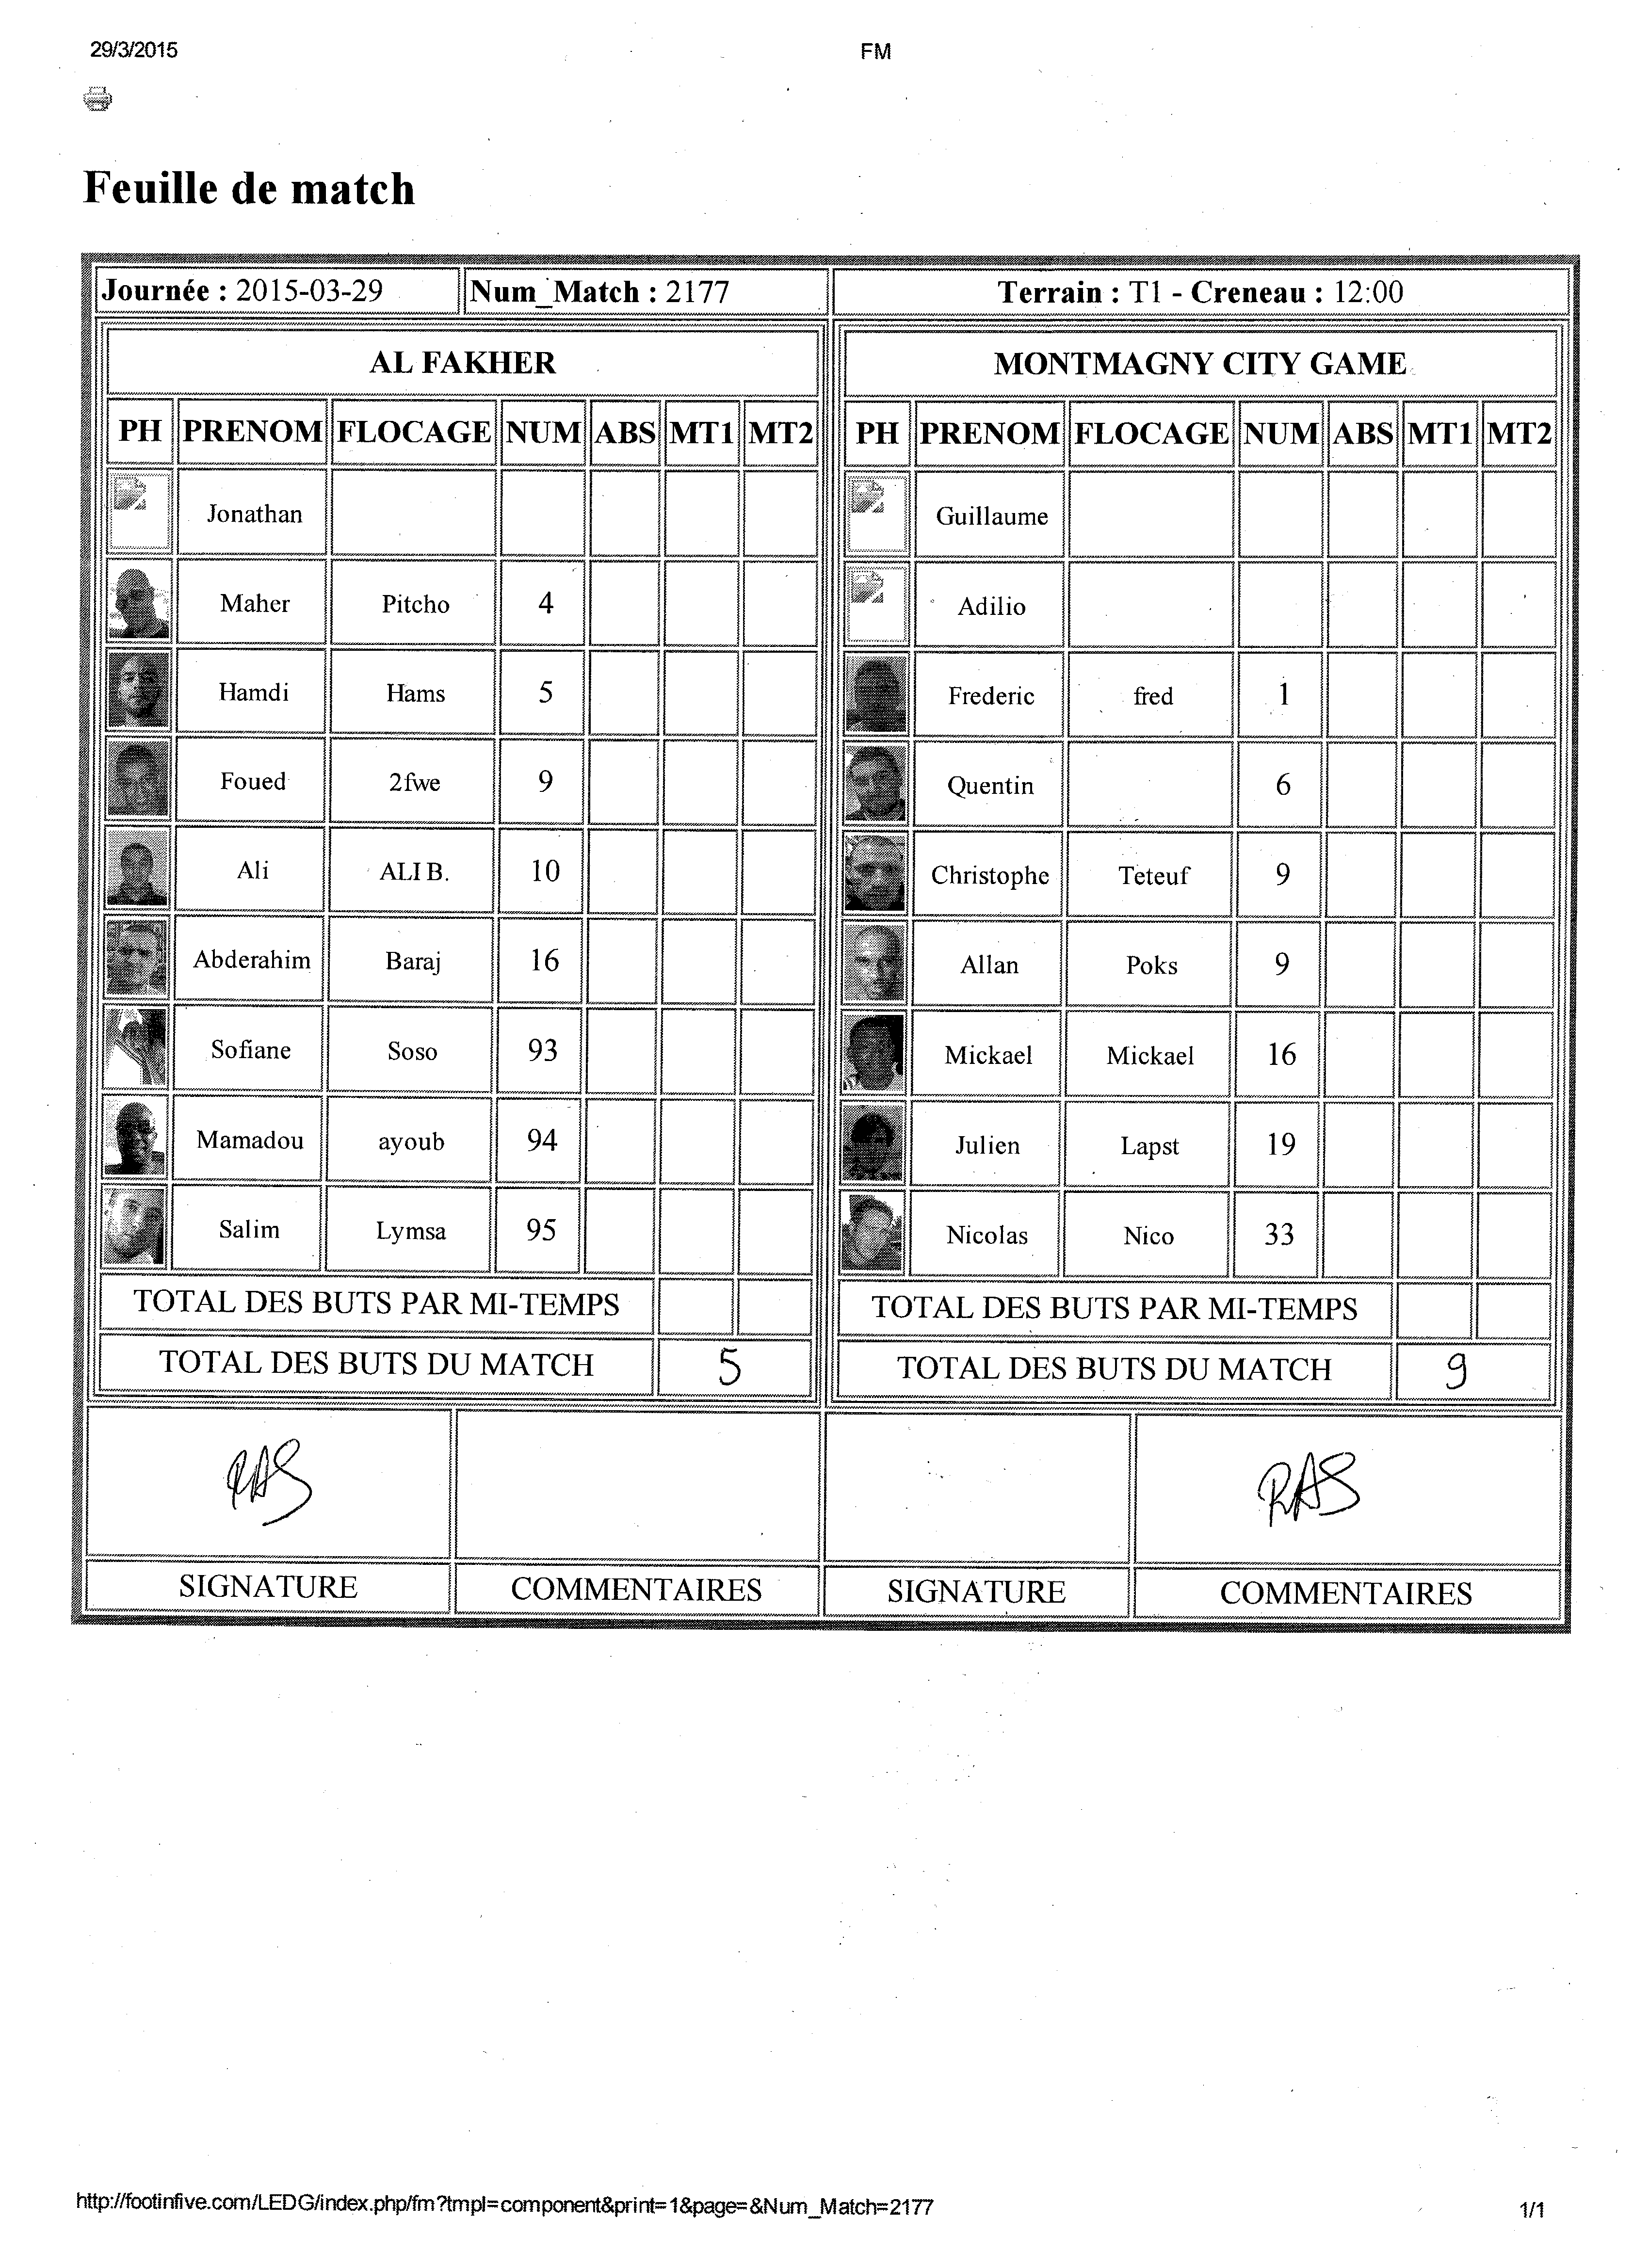 29/3/2015 FM
Feuille de match
Journée : 2015-03-29 Num_Match : 2177 Terrain : T1 - Creneau : 12:00
AL FAKHER MONTMAGNY CITY GAME
PH PRENOM FLOCAGE NUM ABS MT1 MT2 PH PRENOM FLOCAGE NUM ABS MT1 MT2
Jonathan Guillaume
Maher Pitcho 4 Adilio
Hamdi Hams 5 Frederic fred 1
Foued 2fwe 9 Quentin 6
Ali ALI B. 10 Christophe Teteuf 9
Abderahim Baraj 16 Allan Poks 9
Sofiane Soso 93 Mickael Mickael 16
Mamadou ayoub 94 Julien Lapst 19
Salim Lymsa 95 Nicolas Nico 33
TOTAL DES BUTS PAR MI-TEMPS TOTAL DES BUTS PAR MI-TEMPS
TOTAL DES BUTS DU MATCH 5 TOTAL DES BUTS DU MATCH 9
RAS RAS
SIGNATURE COMMENTAIRES SIGNATURE COMMENTAIRES
http://footinfive.com/LEDG/index.php/fm?tmpl=component&print=1&page=&Num_Match=2177 1/1